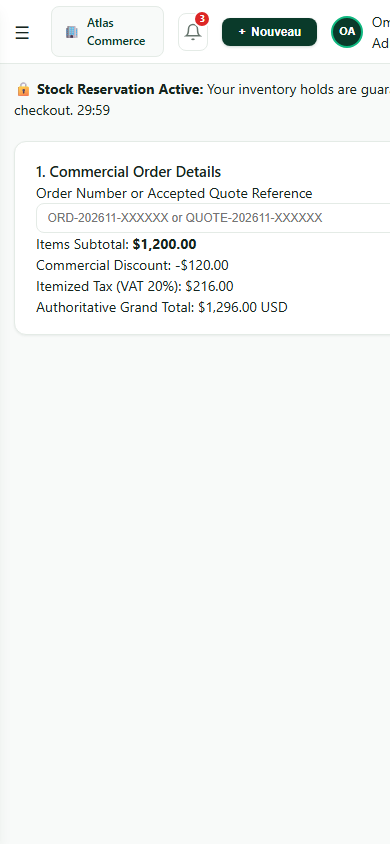 ☰
Atlas
Commerce
3
+ Nouveau
OA
🔒 Stock Reservation Active: Your inventory holds are
checkout. 29:59
1. Commercial Order Details
Order Number or Accepted Quote Reference
ORD-202611-XXXXXX or QUOTE-202611-XXXXXX
Items Subtotal: $1,200.00
Commercial Discount: -$120.00
Itemized Tax (VAT 20%): $216.00
Authoritative Grand Total: $1,296.00 USD